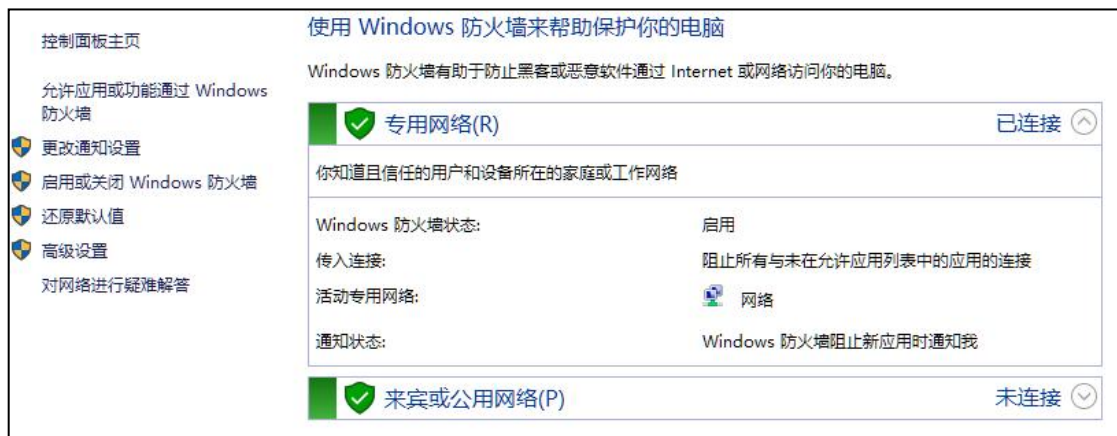 控制面板主页
允许应用或功能通过 Windows
防火墙
更改通知设置
启用或关闭 Windows 防火墙
还原默认值
高级设置
对网络进行疑难解答
使用 Windows 防火墙来帮助保护你的电脑
Windows 防火墙有助于防止黑客或恶意软件通过 Internet 或网络访问你的电脑。
专用网络(R) 已连接
你知道且信任的用户和设备所在的家庭或工作网络
Windows 防火墙状态: 启用
传入连接: 阻止所有与未在允许应用列表中的应用的连接
活动专用网络: 网络
通知状态: Windows 防火墙阻止新应用时通知我
来宾或公用网络(P) 未连接